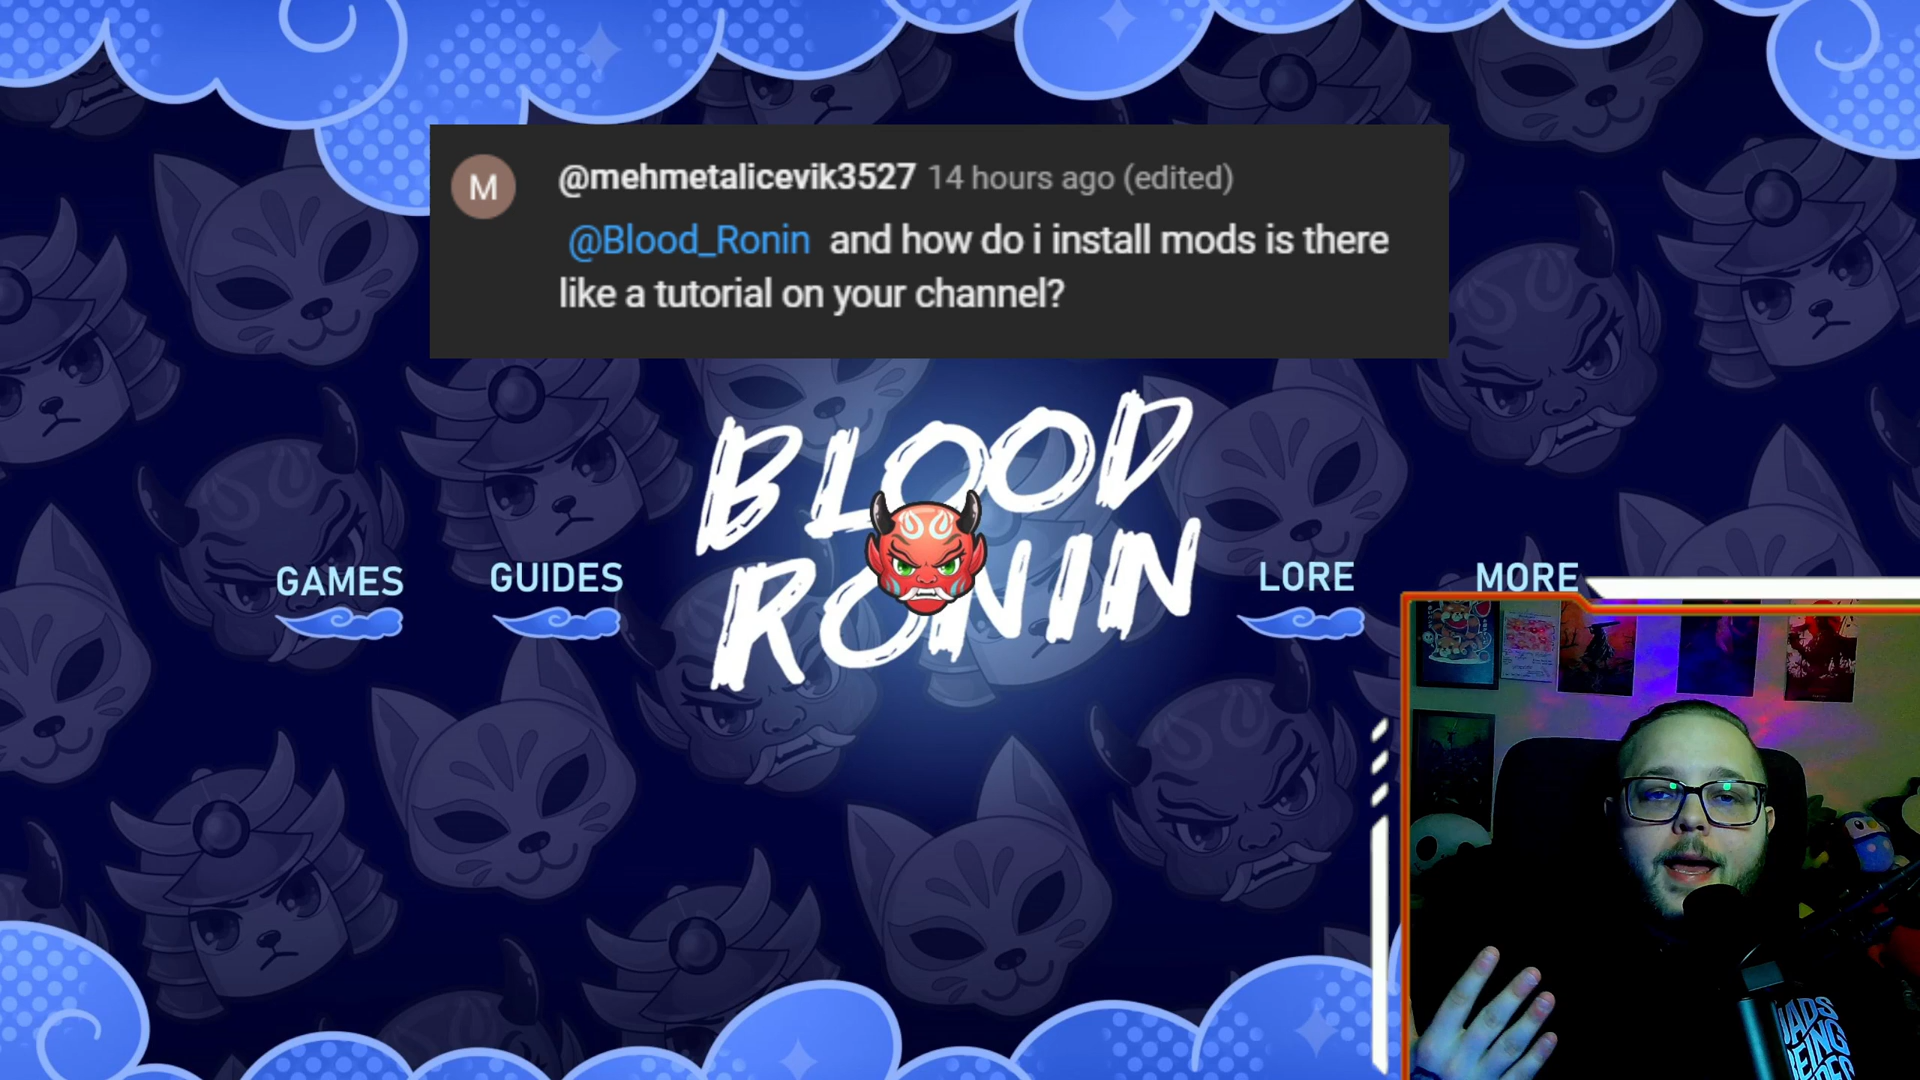 M
@mehmetalicevik3527 14 hours ago (edited)
@Blood_Ronin and how do i install mods is there
like a tutorial on your channel?
BLOOD
RONIN
GAMES
GUIDES
LORE
MORE